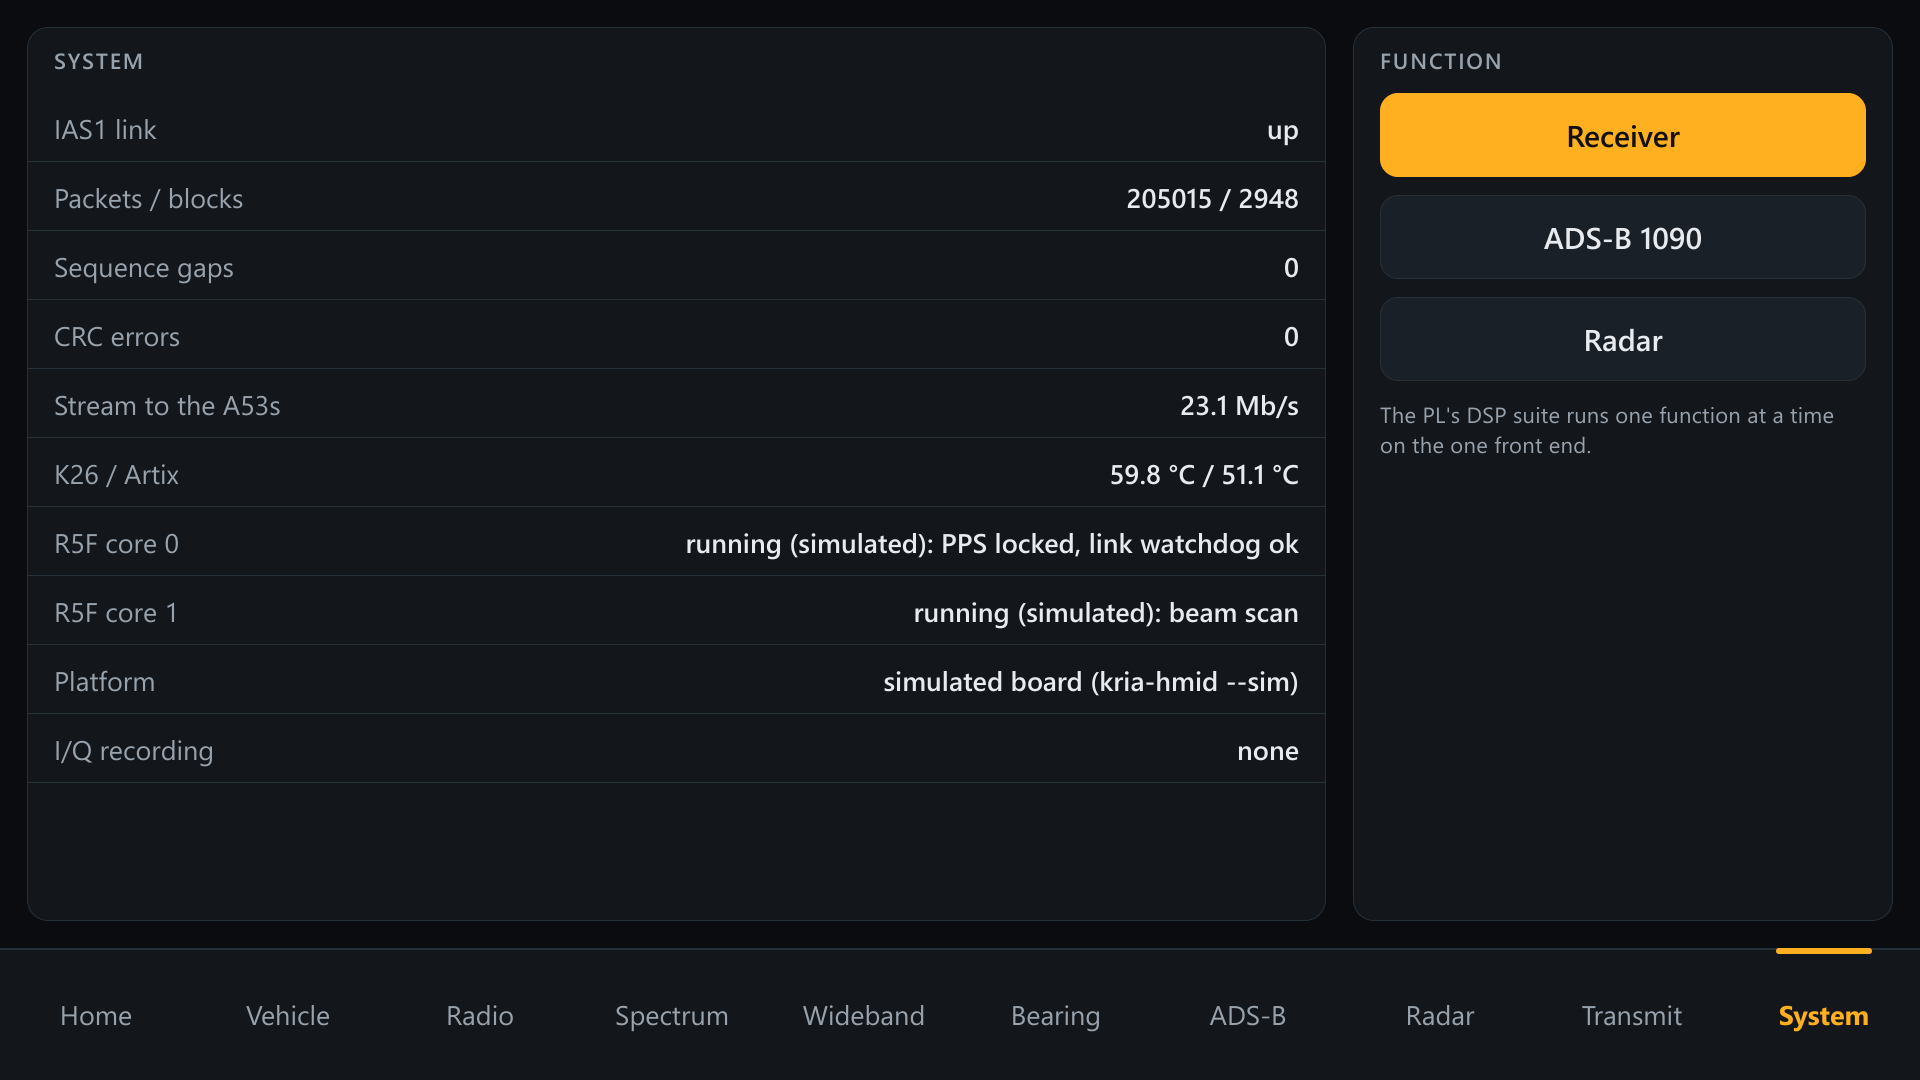 SYSTEM
IAS1 link up
Packets / blocks 205015 / 2948
Sequence gaps 0
CRC errors 0
Stream to the A53s 23.1 Mb/s
K26 / Artix 59.8 °C / 51.1 °C
R5F core 0 running (simulated): PPS locked, link watchdog ok
R5F core 1 running (simulated): beam scan
Platform simulated board (kria-hmid --sim)
I/Q recording none
FUNCTION
Receiver
ADS-B 1090
Radar
The PL's DSP suite runs one function at a time
on the one front end.
Home Vehicle Radio Spectrum Wideband Bearing ADS-B Radar Transmit System